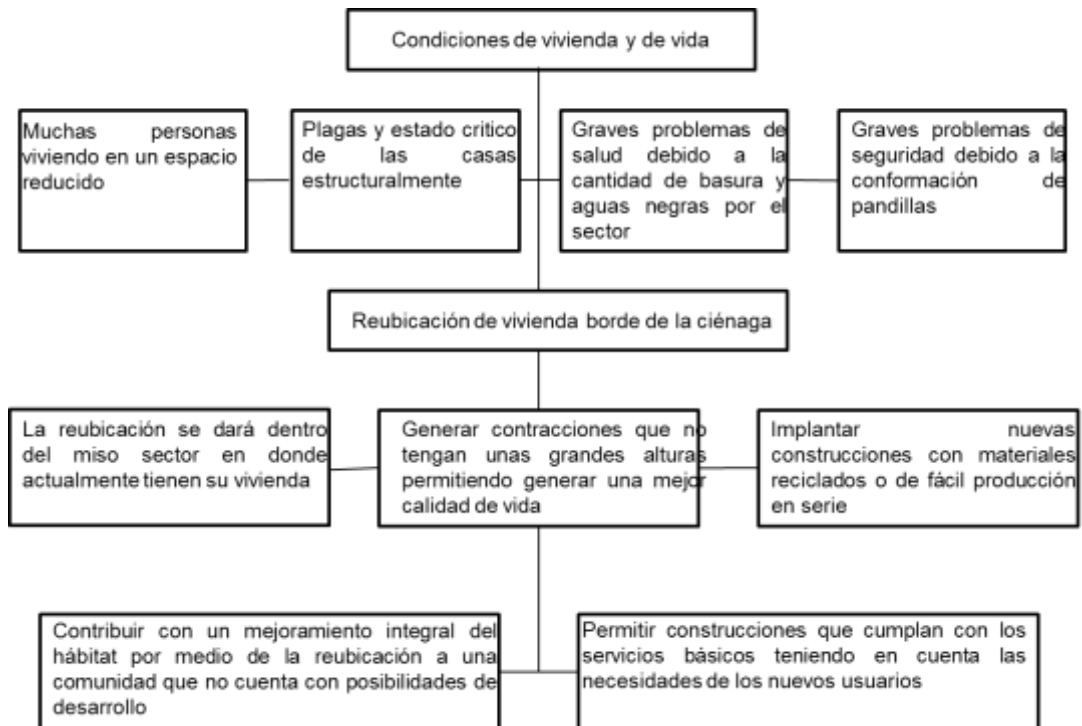 Condiciones de vivienda y de vida
Muchas personas
viviendo en un espacio
reducido
Plagas y estado critico
de las casas
estructuralmente
Graves problemas de
salud debido a la
cantidad de basura y
aguas negras por el
sector
Graves problemas de
seguridad debido a la
conformación de
pandillas
Reubicación de vivienda borde de la ciénaga
La reubicación se dará dentro
del miso sector en donde
actualmente tienen su vivienda
Generar contracciones que no
tengan unas grandes alturas
permitiendo generar una mejor
calidad de vida
Implantar nuevas
construcciones con materiales
reciclados o de fácil producción
en serie
Contribuir con un mejoramiento integral del
hábitat por medio de la reubicación a una
comunidad que no cuenta con posibilidades de
desarrollo
Permitir construcciones que cumplan con los
servicios básicos teniendo en cuenta las
necesidades de los nuevos usuarios